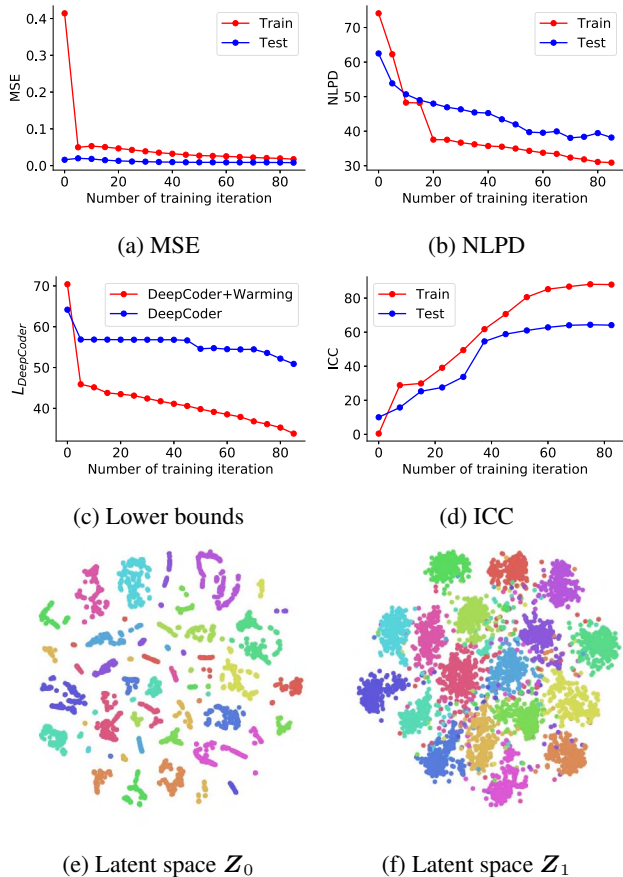 0.4
0.3
0.2
0.1
0.0
MSE
Train
Test
0 20 40 60 80
Number of training iteration
(a) MSE
70
60
50
40
30
NLPD
Train
Test
0 20 40 60 80
Number of training iteration
(b) NLPD
70
60
50
40
L_DeepCoder
DeepCoder+Warming
DeepCoder
0 20 40 60 80
Number of training iteration
(c) Lower bounds
80
60
40
20
0
ICC
Train
Test
0 20 40 60 80
Number of training iteration
(d) ICC
(e) Latent space Z₀
(f) Latent space Z₁